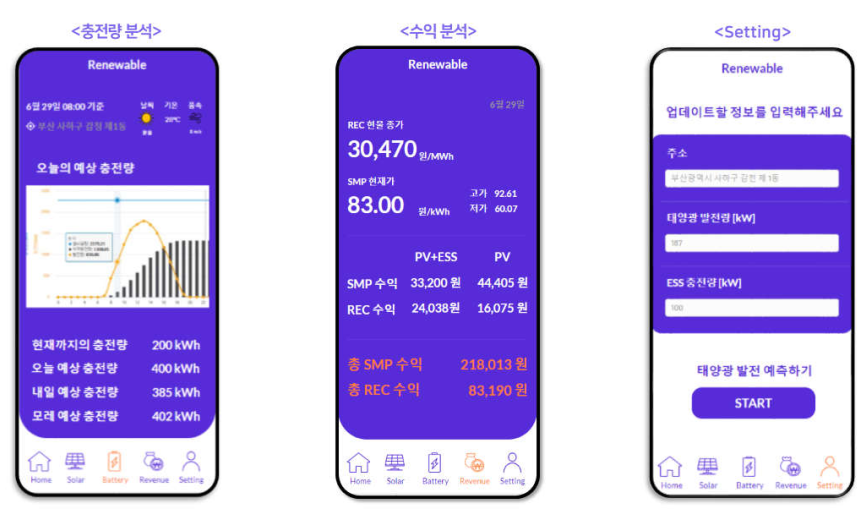 <충전량 분석>
Renewable
6월 29일 08:00 기준
날씨 기온 풍속
부산 사하구 감천 제1동
오늘의 예상 충전량
현재까지의 충전량 200 kWh
오늘 예상 충전량 400 kWh
내일 예상 충전량 385 kWh
모레 예상 충전량 402 kWh
Home Solar Battery Revenue Setting
<수익 분석>
Renewable
6월 29일
REC 현물 종가
30,470 원/MWh
SMP 현재가
83.00 원/kWh
고가 92.61
저가 60.07
PV+ESS PV
SMP 수익 33,200 원 44,405 원
REC 수익 24,038원 16,075 원
총 SMP 수익 218,013 원
총 REC 수익 83,190 원
Home Solar Battery Revenue Setting
<Setting>
Renewable
업데이트할 정보를 입력해주세요
주소
부산광역시 사하구 감천 제1동
태양광 발전량 [kW]
187
ESS 충전량 [kW]
100
태양광 발전 예측하기
START
Home Solar Battery Revenue Setting